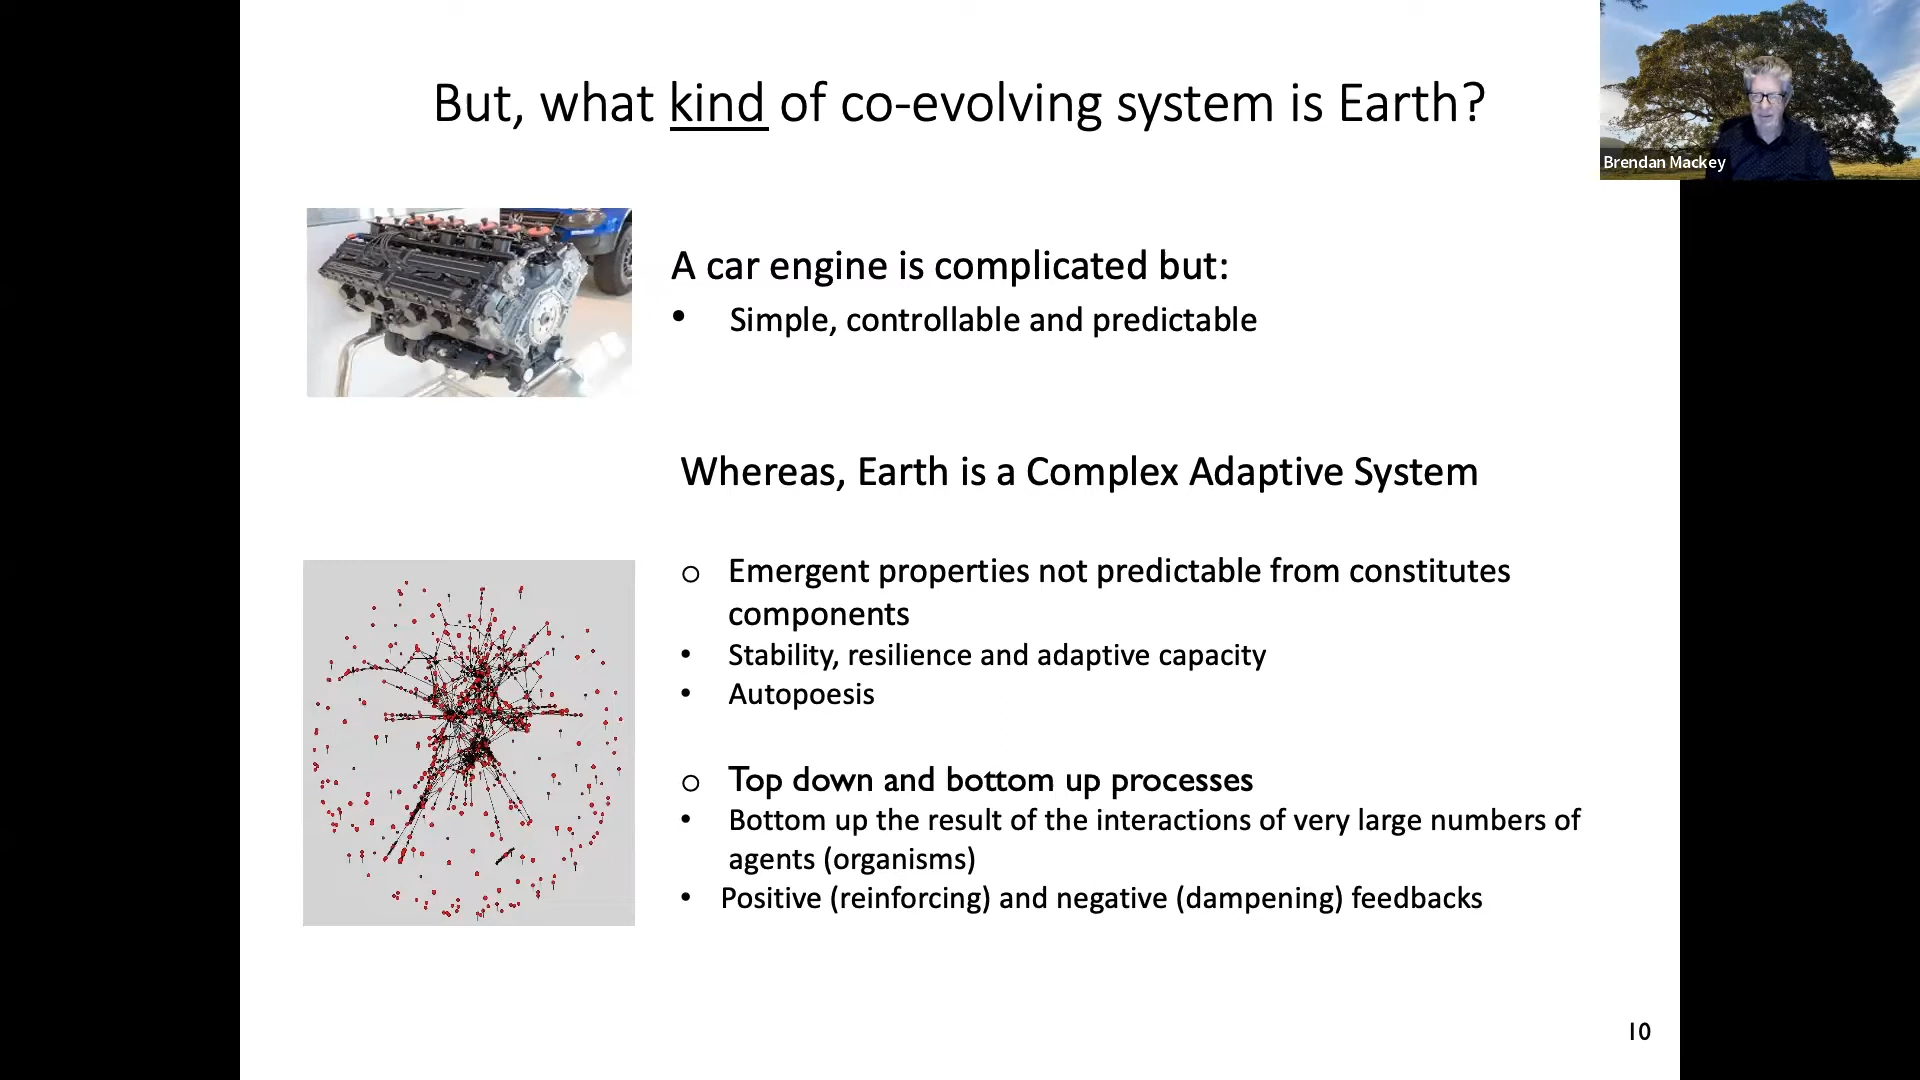 But, what kind of co-evolving system is Earth?
Brendan Mackey
A car engine is complicated but:
• Simple, controllable and predictable
Whereas, Earth is a Complex Adaptive System
o Emergent properties not predictable from constitutes
components
• Stability, resilience and adaptive capacity
• Autopoesis
o Top down and bottom up processes
• Bottom up the result of the interactions of very large numbers of
agents (organisms)
• Positive (reinforcing) and negative (dampening) feedbacks
10